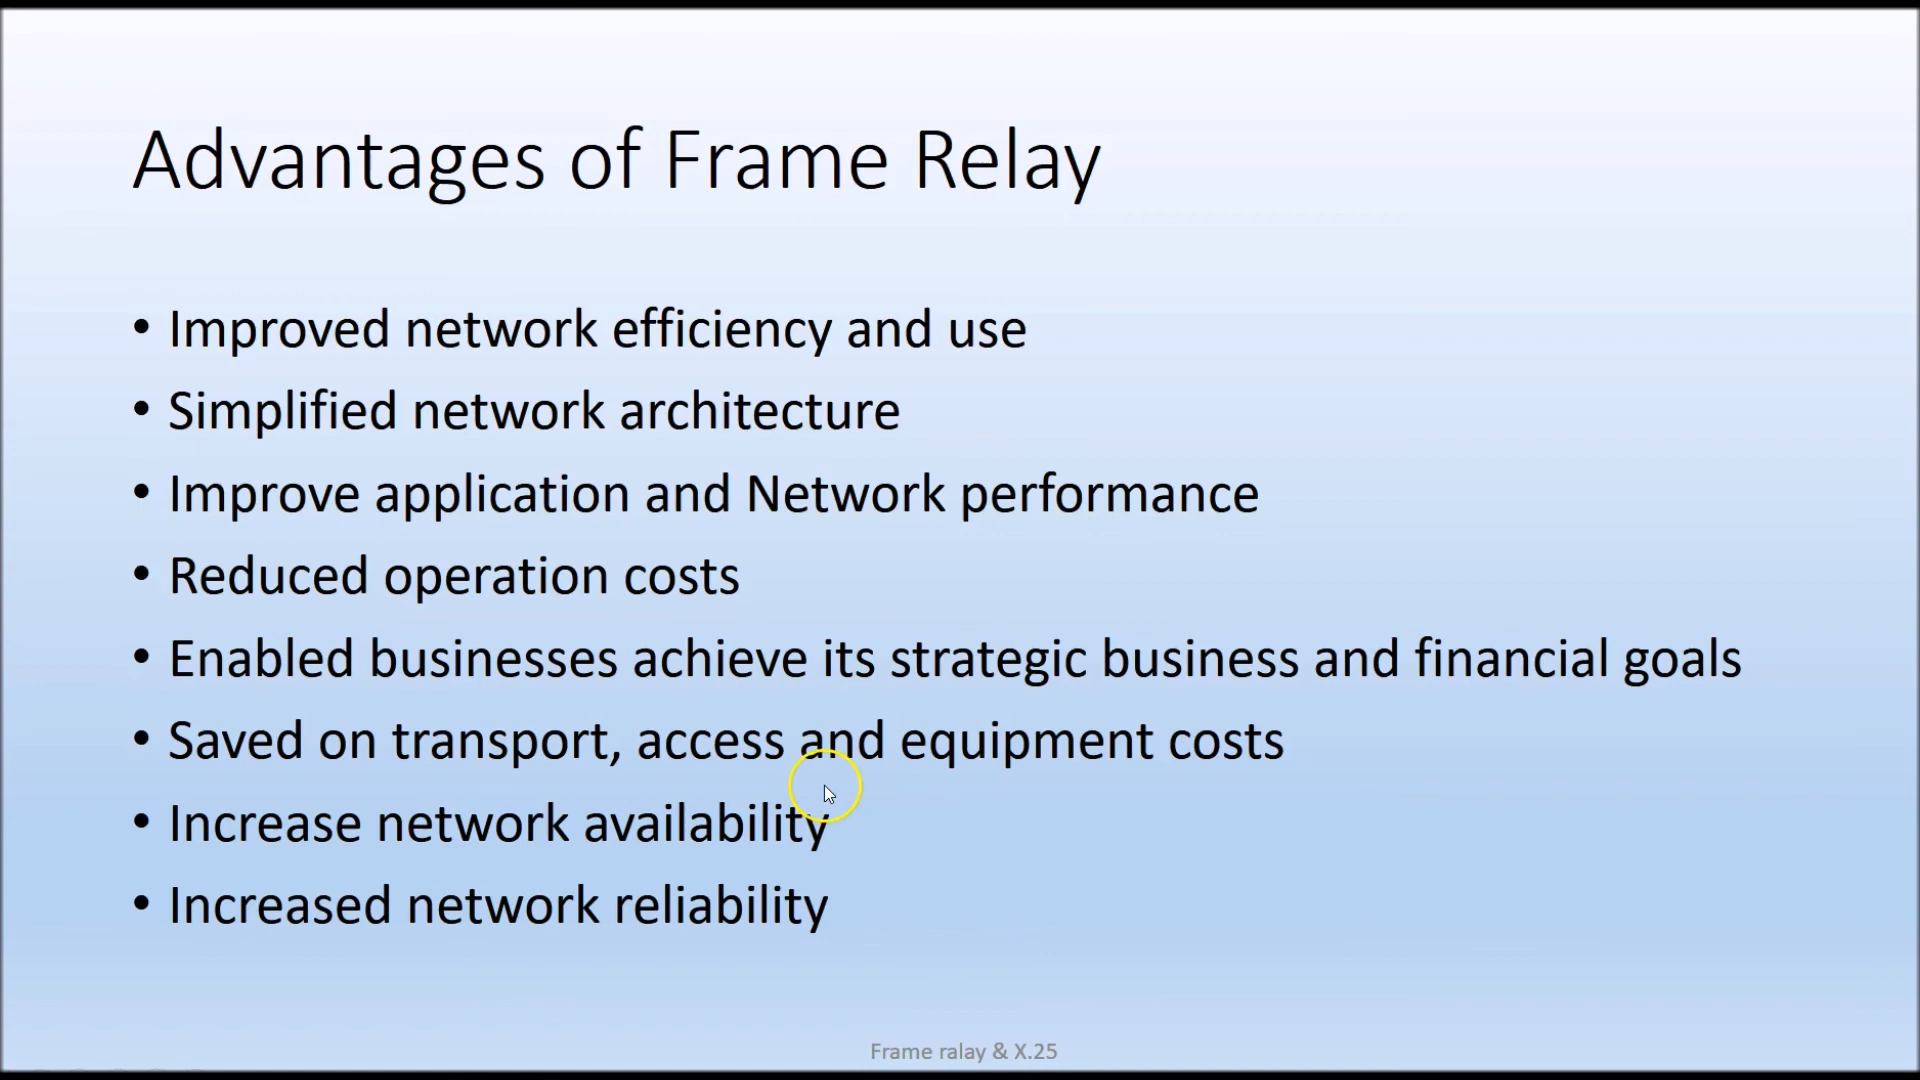 Advantages of Frame Relay
• Improved network efficiency and use
• Simplified network architecture
• Improve application and Network performance
• Reduced operation costs
• Enabled businesses achieve its strategic business and financial goals
• Saved on transport, access and equipment costs
• Increase network availability
• Increased network reliability
Frame ralay & X.25